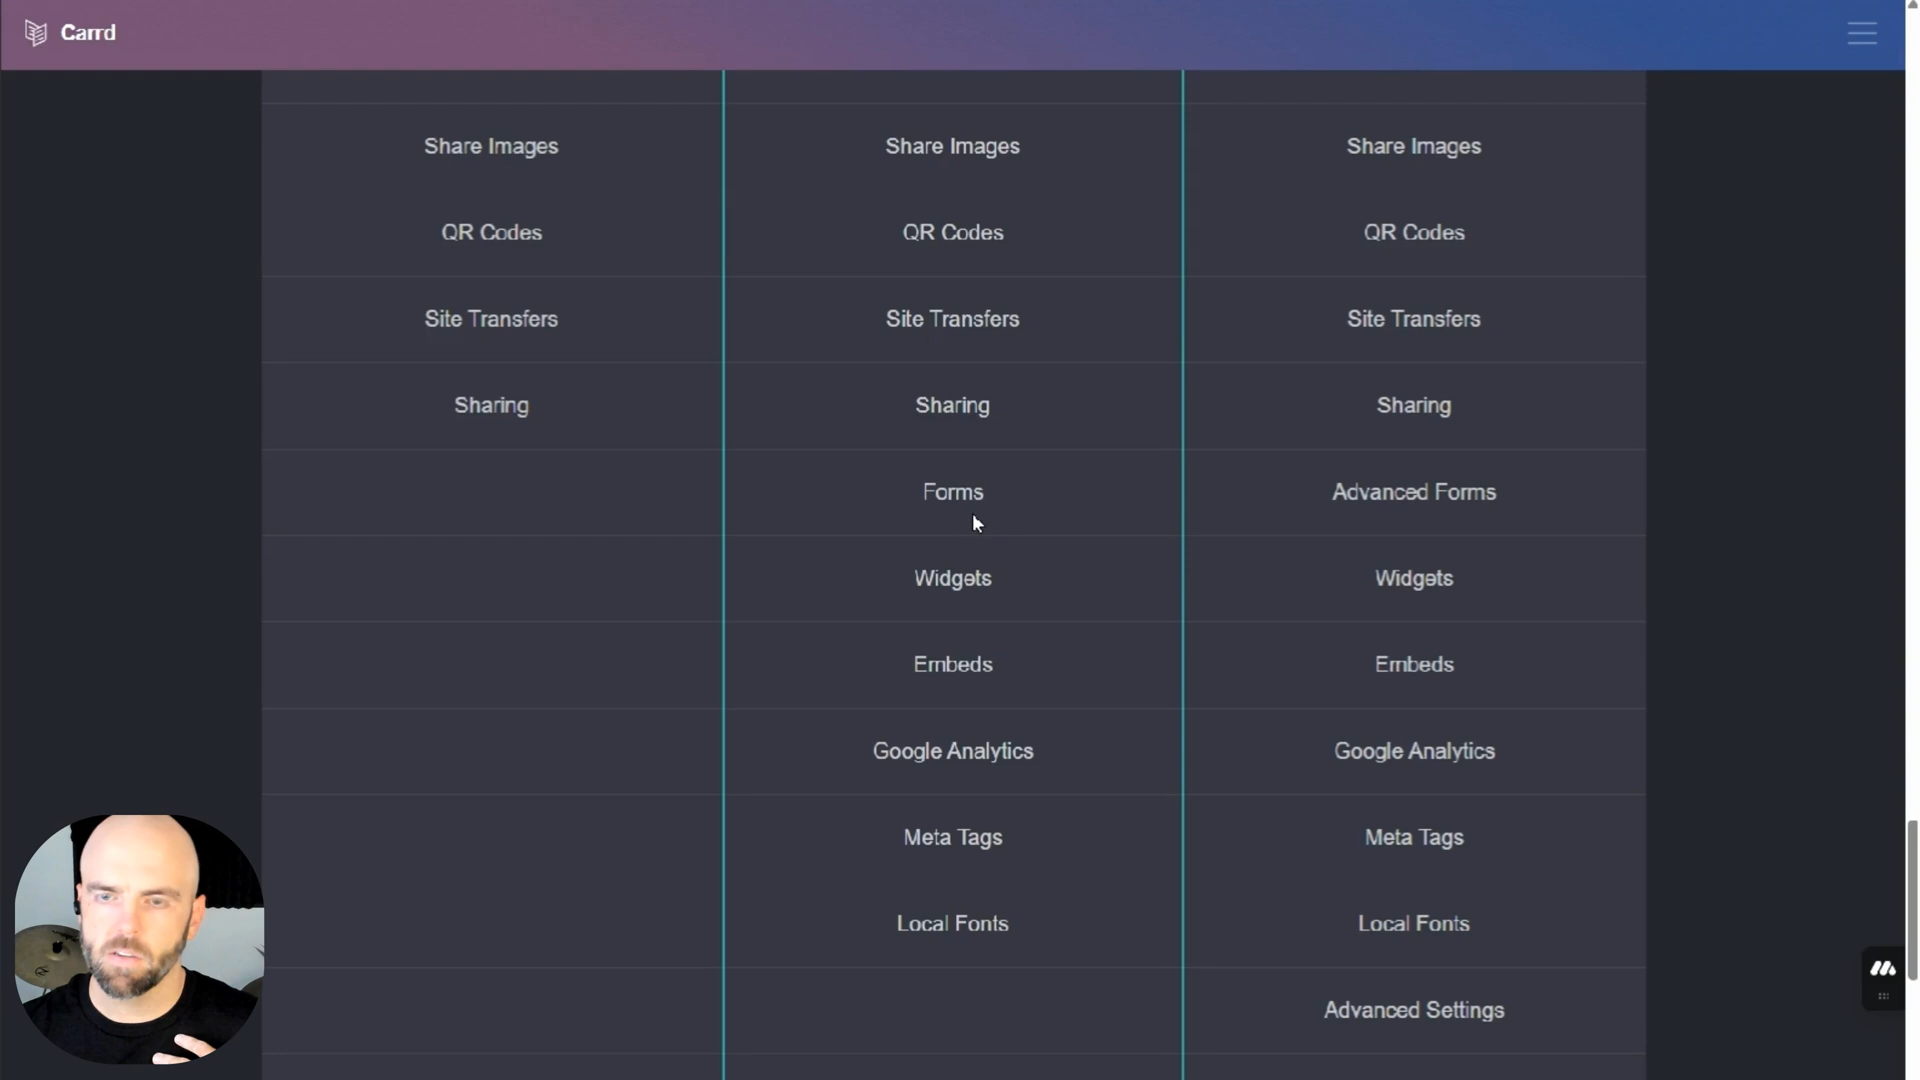 Carrd
Share Images Share Images Share Images
QR Codes QR Codes QR Codes
Site Transfers Site Transfers Site Transfers
Sharing Sharing Sharing
Forms Advanced Forms
Widgets Widgets
Embeds Embeds
Google Analytics Google Analytics
Meta Tags Meta Tags
Local Fonts Local Fonts
Advanced Settings